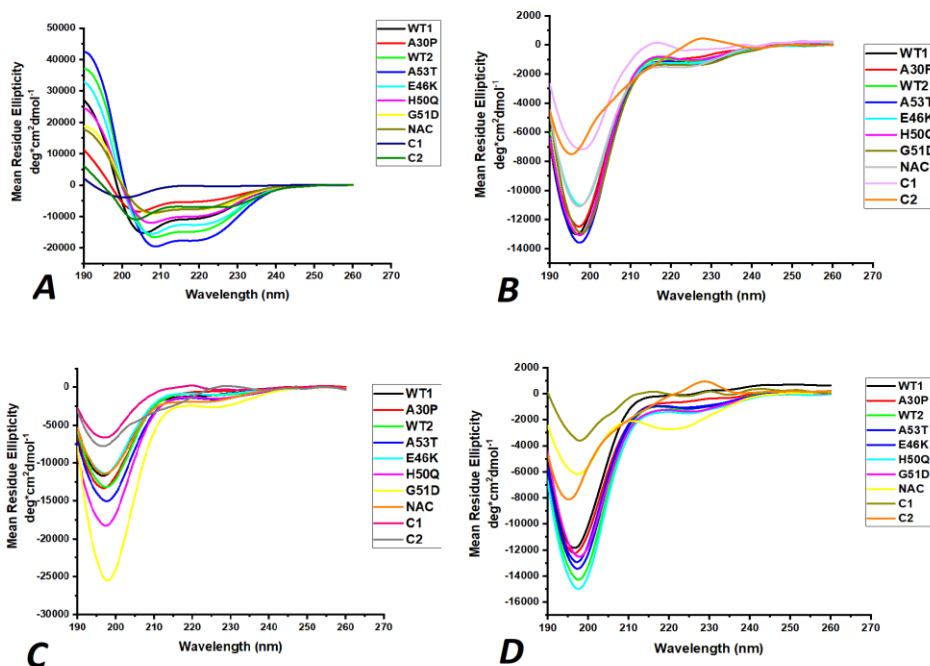 50000
40000
30000
20000
10000
0
-10000
-20000
190 200 210 220 230 240 250 260 270
Wavelength (nm)
Mean Residue Ellipticity
deg*cm2dmol-1
WT1
A30P
WT2
A53T
E46K
H50Q
G51D
NAC
C1
C2
A
2000
0
-2000
-4000
-6000
-8000
-10000
-12000
-14000
190 200 210 220 230 240 250 260 270
Wavelength (nm)
Mean Residue Ellipticity
deg*cm2dmol-1
WT1
A30P
WT2
A53T
E46K
H50Q
G51D
NAC
C1
C2
B
0
-5000
-10000
-15000
-20000
-25000
-30000
190 200 210 220 230 240 250 260 270
Wavelength (nm)
Mean Residue Ellipticity
deg*cm2dmol-1
WT1
A30P
WT2
A53T
E46K
H50Q
G51D
NAC
C1
C2
C
2000
0
-2000
-4000
-6000
-8000
-10000
-12000
-14000
-16000
190 200 210 220 230 240 250 260 270
Wavelength (nm)
Mean Residue Ellipticity
deg*cm2dmol-1
WT1
A30P
WT2
A53T
E46K
H50Q
G51D
NAC
C1
C2
D